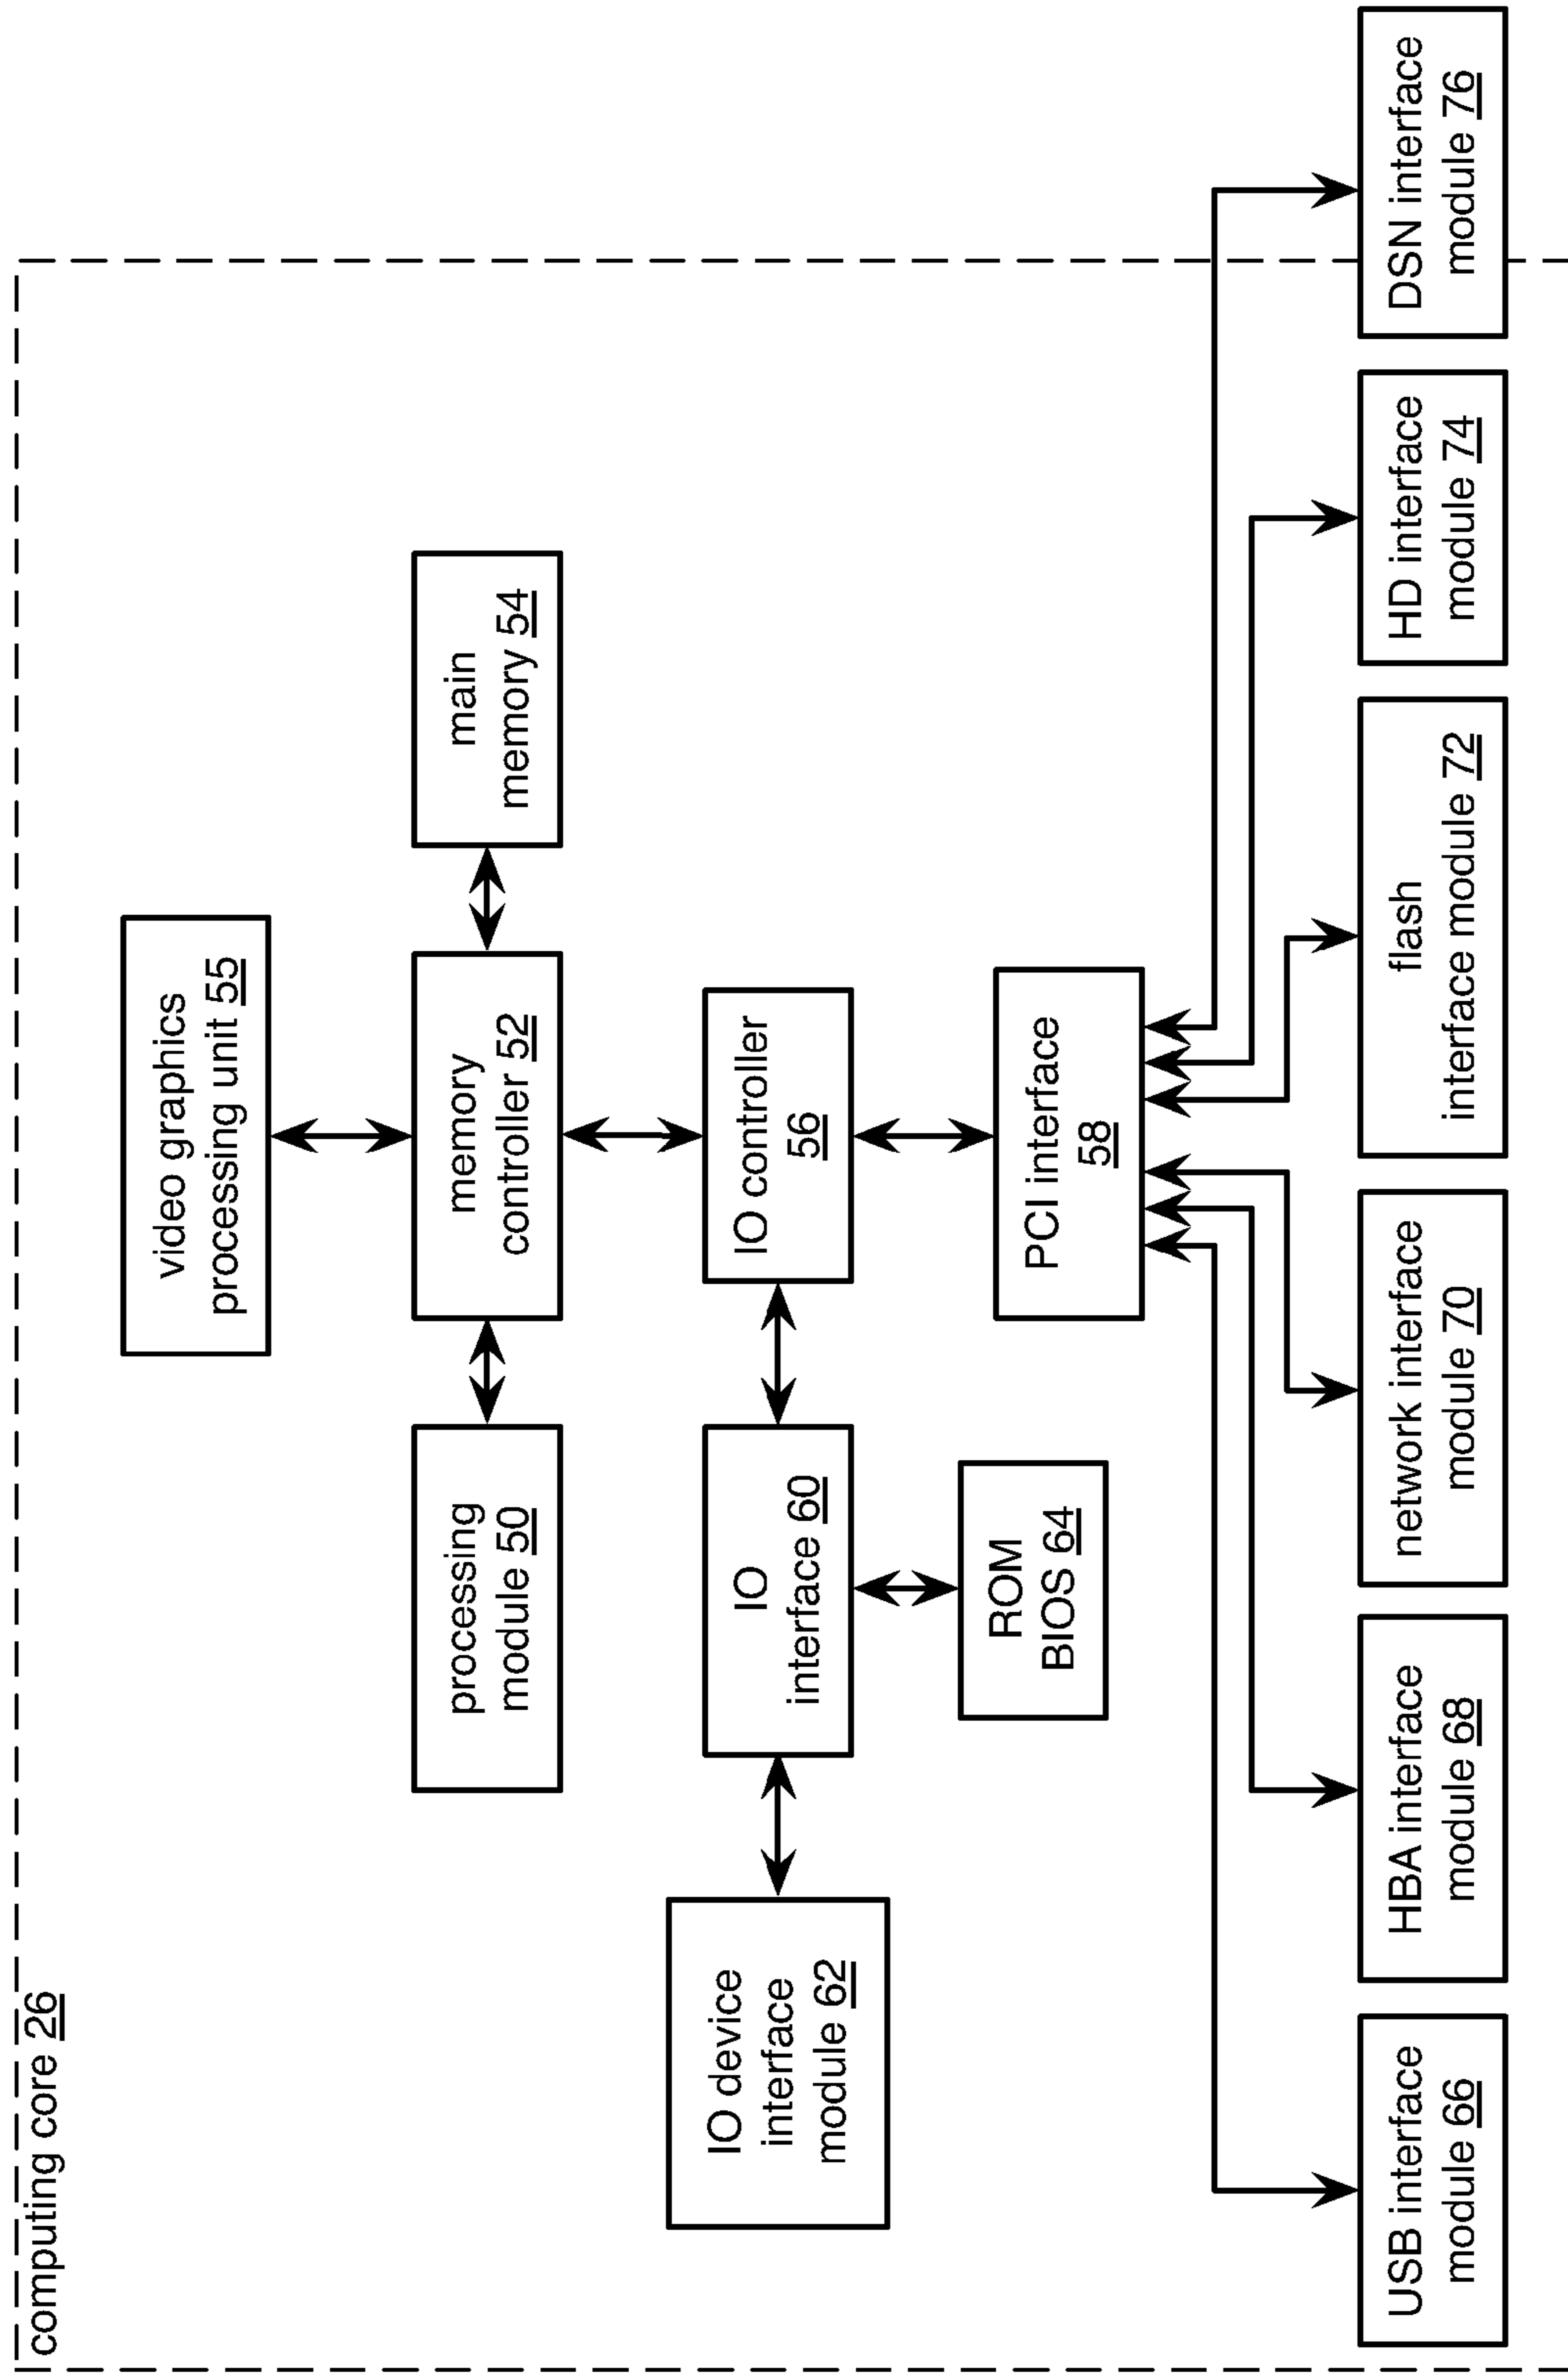 computing core 26
video graphics
processing unit 55
processing
module 50
memory
controller 52
main
memory 54
IO device
interface
module 62
IO
interface 60
IO controller
56
ROM
BIOS 64
PCI interface
58
USB interface
module 66
HBA interface
module 68
network interface
module 70
flash
interface module 72
HD interface
module 74
DSN interface
module 76